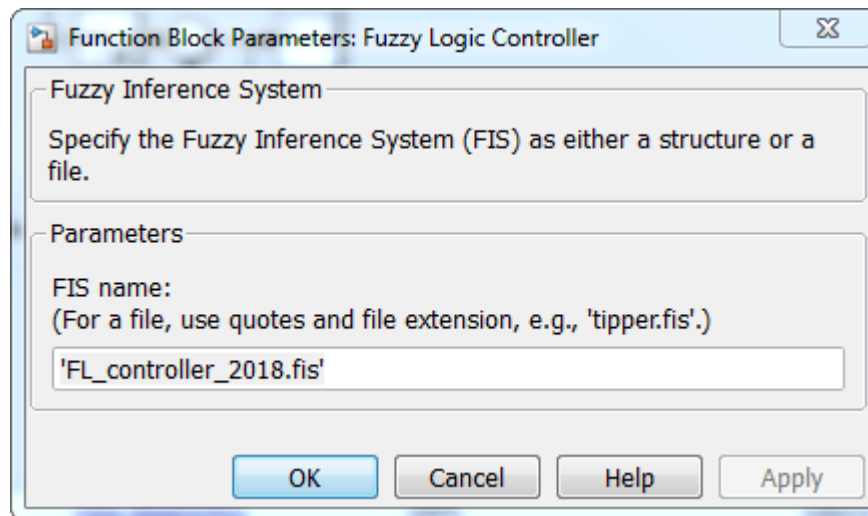 Function Block Parameters: Fuzzy Logic Controller
Fuzzy Inference System
Specify the Fuzzy Inference System (FIS) as either a structure or a
file.
Parameters
FIS name:
(For a file, use quotes and file extension, e.g., 'tipper.fis'.)
'FL_controller_2018.fis'
OK Cancel Help Apply